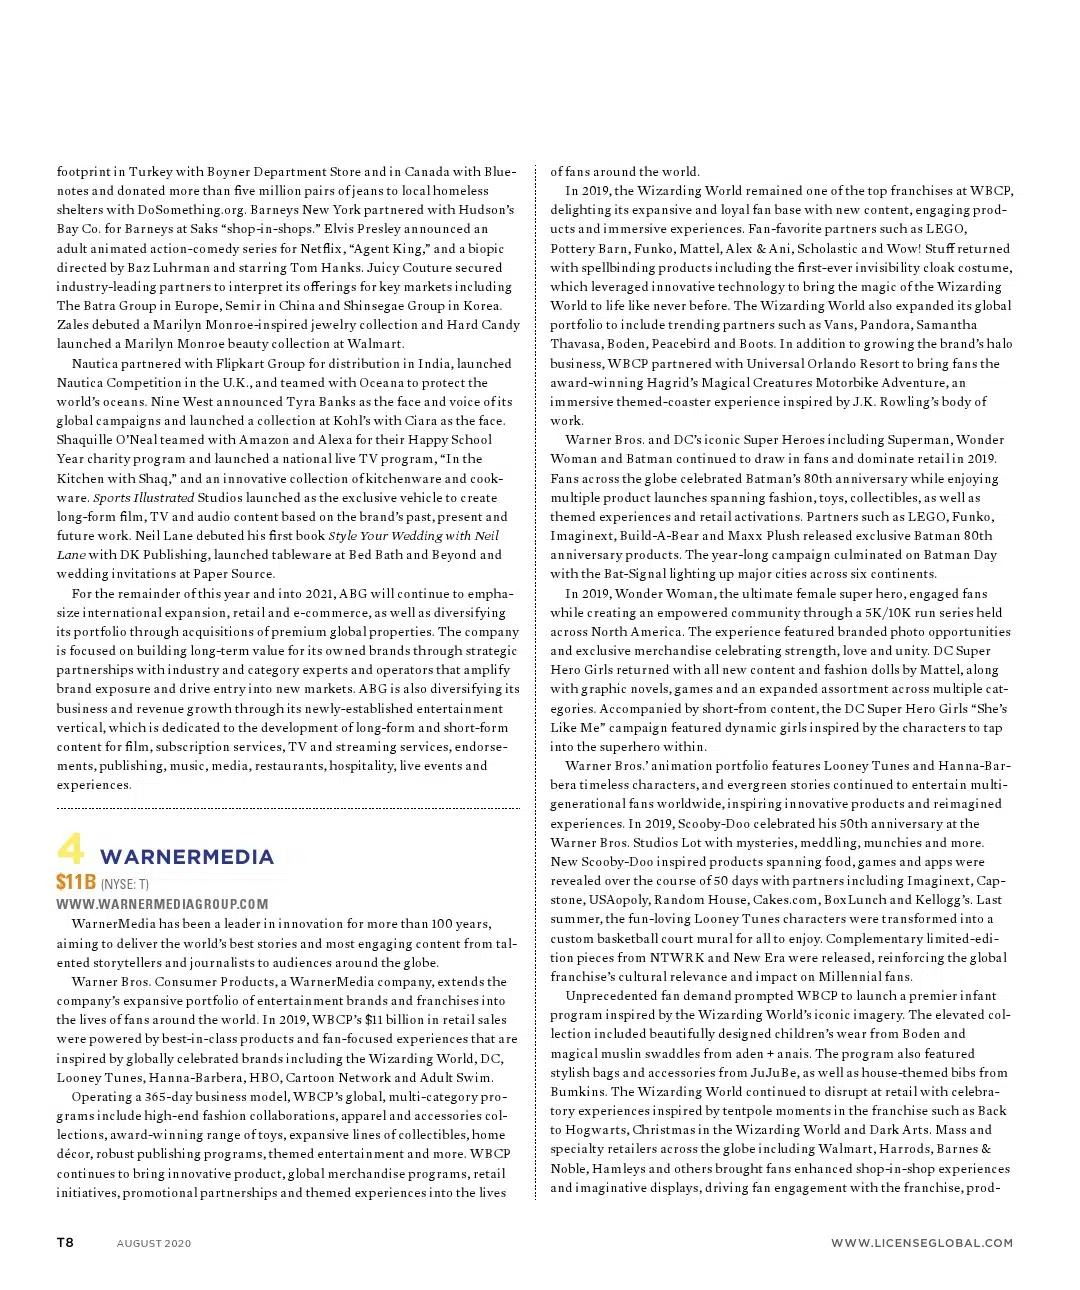 footprint in Turkey with Boyner Department Store and in Canada with Blue-
notes and donated more than five million pairs of jeans to local homeless
shelters with DoSomething.org. Barneys New York partnered with Hudson's
Bay Co. for Barneys at Saks “shop-in-shops.” Elvis Presley announced an
adult animated action-comedy series for Netflix, “Agent King,” and a biopic
directed by Baz Luhrman and starring Tom Hanks. Juicy Couture secured
industry-leading partners to interpret its offerings for key markets including
The Batra Group in Europe, Semir in China and Shinsegae Group in Korea.
Zales debuted a Marilyn Monroe-inspired jewelry collection and Hard Candy
launched a Marilyn Monroe beauty collection at Walmart.
Nautica partnered with Flipkart Group for distribution in India, launched
Nautica Competition in the U.K., and teamed with Oceana to protect the
world's oceans. Nine West announced Tyra Banks as the face and voice of its
global campaigns and launched a collection at Kohl's with Ciara as the face.
Shaquille O'Neal teamed with Amazon and Alexa for their Happy School
Year charity program and launched a national live TV program, “In the
Kitchen with Shaq,” and an innovative collection of kitchenware and cook-
ware. Sports Illustrated Studios launched as the exclusive vehicle to create
long-form film, TV and audio content based on the brand's past, present and
future work. Neil Lane debuted his first book Style Your Wedding with Neil
Lane with DK Publishing, launched tableware at Bed Bath and Beyond and
wedding invitations at Paper Source.
For the remainder of this year and into 2021, ABG will continue to empha-
size international expansion, retail and e-commerce, as well as diversifying
its portfolio through acquisitions of premium global properties. The company
is focused on building long-term value for its owned brands through strategic
partnerships with industry and category experts and operators that amplify
brand exposure and drive entry into new markets. ABG is also diversifying its
business and revenue growth through its newly-established entertainment
vertical, which is dedicated to the development of long-form and short-form
content for film, subscription services, TV and streaming services, endorse-
ments, publishing, music, media, restaurants, hospitality, live events and
experiences.
4 WARNERMEDIA
$11B (NYSE: T)
WWW.WARNERMEDIAGROUP.COM
WarnerMedia has been a leader in innovation for more than 100 years,
aiming to deliver the world's best stories and most engaging content from tal-
ented storytellers and journalists to audiences around the globe.
Warner Bros. Consumer Products, a WarnerMedia company, extends the
company's expansive portfolio of entertainment brands and franchises into
the lives of fans around the world. In 2019, WBCP's $11 billion in retail sales
were powered by best-in-class products and fan-focused experiences that are
inspired by globally celebrated brands including the Wizarding World, DC,
Looney Tunes, Hanna-Barbera, HBO, Cartoon Network and Adult Swim.
Operating a 365-day business model, WBCP's global, multi-category pro-
grams include high-end fashion collaborations, apparel and accessories col-
lections, award-winning range of toys, expansive lines of collectibles, home
décor, robust publishing programs, themed entertainment and more. WBCP
continues to bring innovative product, global merchandise programs, retail
initiatives, promotional partnerships and themed experiences into the lives
of fans around the world.
In 2019, the Wizarding World remained one of the top franchises at WBCP,
delighting its expansive and loyal fan base with new content, engaging prod-
ucts and immersive experiences. Fan-favorite partners such as LEGO,
Pottery Barn, Funko, Mattel, Alex & Ani, Scholastic and Wow! Stuff returned
with spellbinding products including the first-ever invisibility cloak costume,
which leveraged innovative technology to bring the magic of the Wizarding
World to life like never before. The Wizarding World also expanded its global
portfolio to include trending partners such as Vans, Pandora, Samantha
Thavasa, Boden, Peacebird and Boots. In addition to growing the brand's halo
business, WBCP partnered with Universal Orlando Resort to bring fans the
award-winning Hagrid's Magical Creatures Motorbike Adventure, an
immersive themed-coaster experience inspired by J.K. Rowling's body of
work.
Warner Bros. and DC's iconic Super Heroes including Superman, Wonder
Woman and Batman continued to draw in fans and dominate retail in 2019.
Fans across the globe celebrated Batman's 80th anniversary while enjoying
multiple product launches spanning fashion, toys, collectibles, as well as
themed experiences and retail activations. Partners such as LEGO, Funko,
Imaginext, Build-A-Bear and Maxx Plush released exclusive Batman 80th
anniversary products. The year-long campaign culminated on Batman Day
with the Bat-Signal lighting up major cities across six continents.
In 2019, Wonder Woman, the ultimate female super hero, engaged fans
while creating an empowered community through a 5K/10K run series held
across North America. The experience featured branded photo opportunities
and exclusive merchandise celebrating strength, love and unity. DC Super
Hero Girls returned with all new content and fashion dolls by Mattel, along
with graphic novels, games and an expanded assortment across multiple cat-
egories. Accompanied by short-from content, the DC Super Hero Girls “She's
Like Me” campaign featured dynamic girls inspired by the characters to tap
into the superhero within.
Warner Bros.' animation portfolio features Looney Tunes and Hanna-Bar-
bera timeless characters, and evergreen stories continued to entertain multi-
generational fans worldwide, inspiring innovative products and reimagined
experiences. In 2019, Scooby-Doo celebrated his 50th anniversary at the
Warner Bros. Studios Lot with mysteries, meddling, munchies and more.
New Scooby-Doo inspired products spanning food, games and apps were
revealed over the course of 50 days with partners including Imaginext, Cap-
stone, USAopoly, Random House, Cakes.com, BoxLunch and Kellogg's. Last
summer, the fun-loving Looney Tunes characters were transformed into a
custom basketball court mural for all to enjoy. Complementary limited-edi-
tion pieces from NTWRK and New Era were released, reinforcing the global
franchise's cultural relevance and impact on Millennial fans.
Unprecedented fan demand prompted WBCP to launch a premier infant
program inspired by the Wizarding World's iconic imagery. The elevated col-
lection included beautifully designed children's wear from Boden and
magical muslin swaddles from aden + anais. The program also featured
stylish bags and accessories from JuJuBe, as well as house-themed bibs from
Bumkins. The Wizarding World continued to disrupt at retail with celebra-
tory experiences inspired by tentpole moments in the franchise such as Back
to Hogwarts, Christmas in the Wizarding World and Dark Arts. Mass and
specialty retailers across the globe including Walmart, Harrods, Barnes &
Noble, Hamleys and others brought fans enhanced shop-in-shop experiences
and imaginative displays, driving fan engagement with the franchise, prod-
T8 AUGUST 2020 WWW.LICENSEGLOBAL.COM